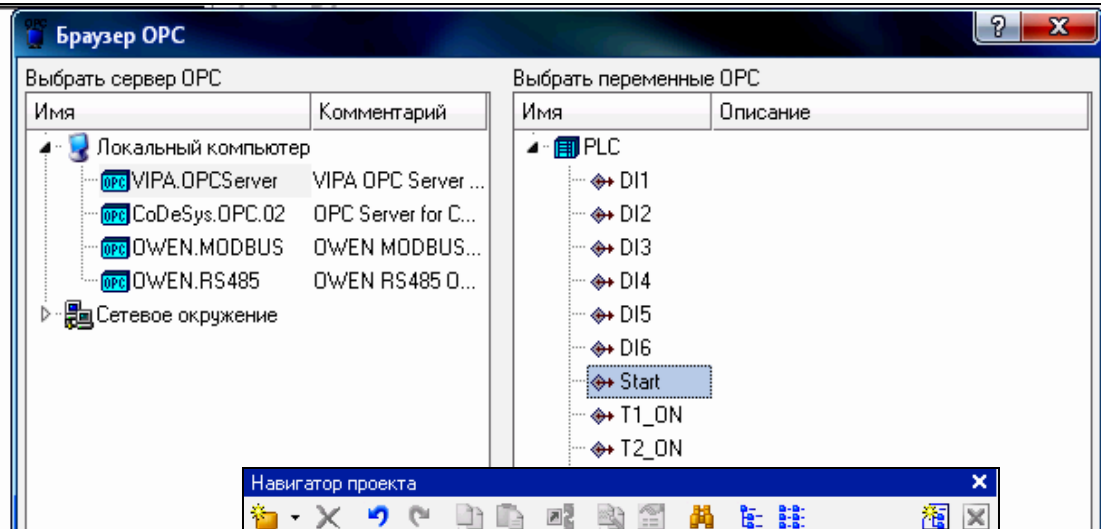 Браузер OPC
Выбрать сервер OPC
Имя Комментарий
Локальный компьютер
VIPA.OPCServer VIPA OPC Server ...
CoDeSys.OPC.02 OPC Server for C...
OWEN.MODBUS OWEN MODBUS...
OWEN.RS485 OWEN RS485 O...
Сетевое окружение
Выбрать переменные OPC
Имя Описание
PLC
DI1
DI2
DI3
DI4
DI5
DI6
Start
T1_ON
T2_ON
Навигатор проекта